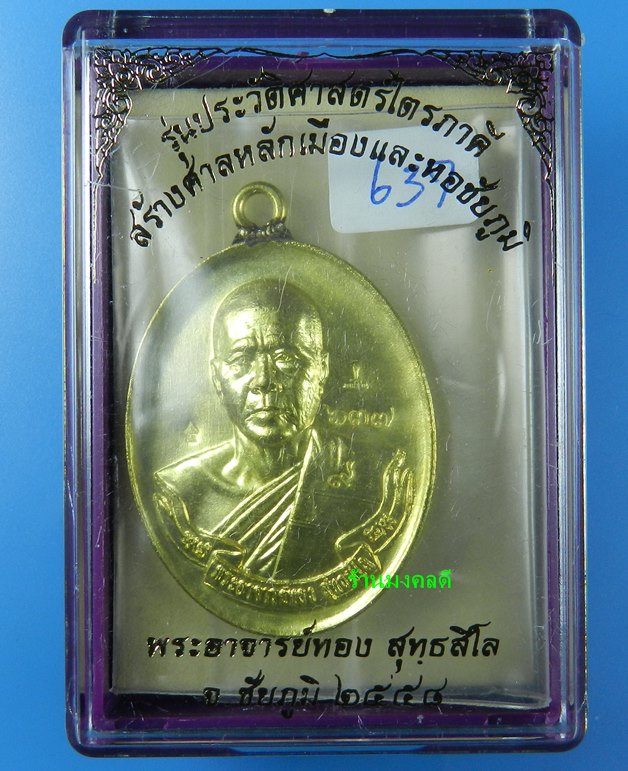 รุ่นประวัติศาสตร์ไตรภาคี
สร้างศาลหลักเมืองและหอชัยภูมิ
637
๖๓๗
ร้านมงคลดี
พระอาจารย์ทอง สุทฺธสีโล
จ.ชัยภูมิ ๒๕๕๔